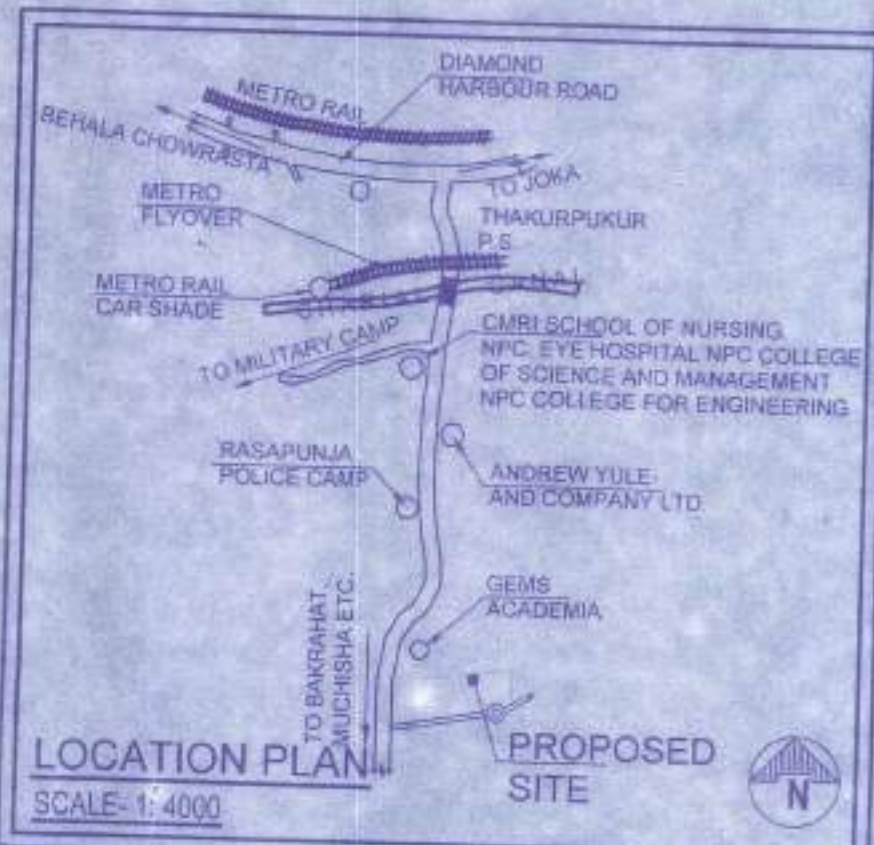 DIAMOND
HARBOUR ROAD
METRO RAIL
BEHALA CHOWRASTA
TO JOKA
METRO
FLYOVER
THAKURPUKUR
P.S.
METRO RAIL
CAR SHADE
CANAL
TO MILITARY CAMP
CMRI SCHOOL OF NURSING
NPC EYE HOSPITAL NPC COLLEGE
OF SCIENCE AND MANAGEMENT
NPC COLLEGE FOR ENGINEERING
RASAPUNJA
POLICE CAMP
ANDREW YULE
AND COMPANY LTD.
GEMS
ACADEMIA
TO BAKRAHAT,
MUCHISHA ETC.
PROPOSED
SITE
LOCATION PLAN
SCALE- 1: 4000
N